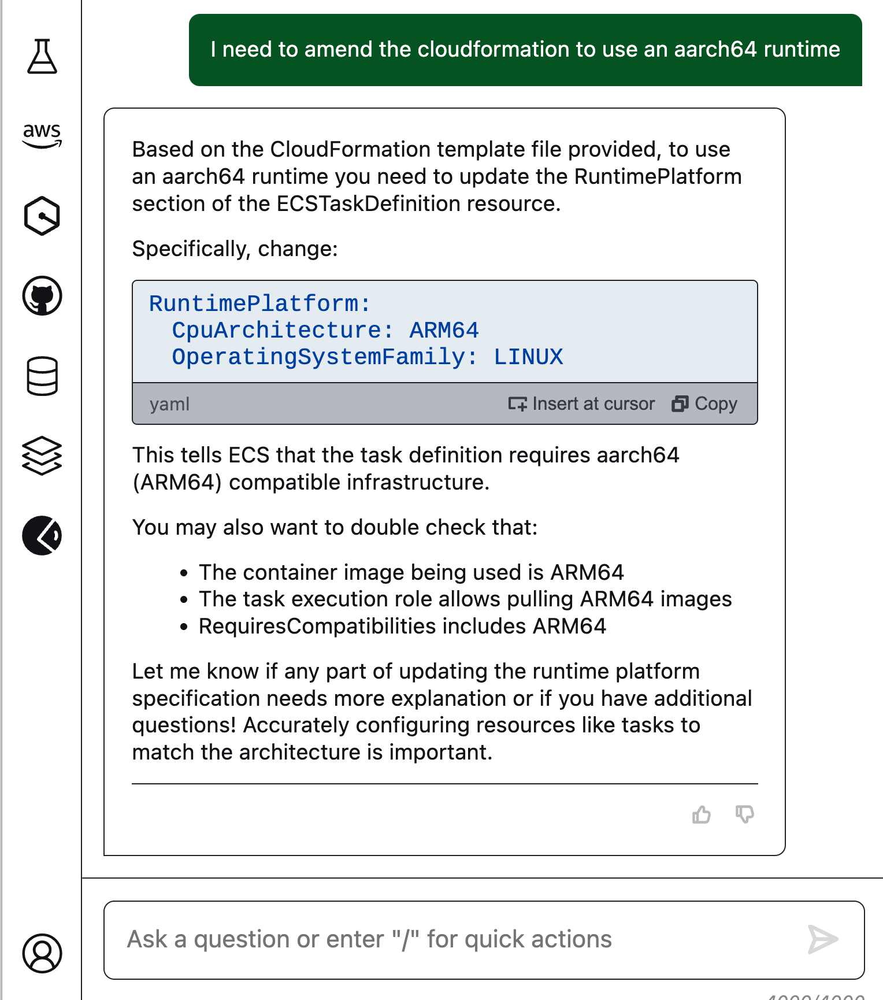 I need to amend the cloudformation to use an aarch64 runtime
aws
Based on the CloudFormation template file provided, to use
an aarch64 runtime you need to update the RuntimePlatform
section of the ECSTaskDefinition resource.
Specifically, change:
RuntimePlatform:
  CpuArchitecture: ARM64
  OperatingSystemFamily: LINUX
yaml Insert at cursor Copy
This tells ECS that the task definition requires aarch64
(ARM64) compatible infrastructure.
You may also want to double check that:
• The container image being used is ARM64
• The task execution role allows pulling ARM64 images
• RequiresCompatibilities includes ARM64
Let me know if any part of updating the runtime platform
specification needs more explanation or if you have additional
questions! Accurately configuring resources like tasks to
match the architecture is important.
Ask a question or enter "/" for quick actions
4000/4000